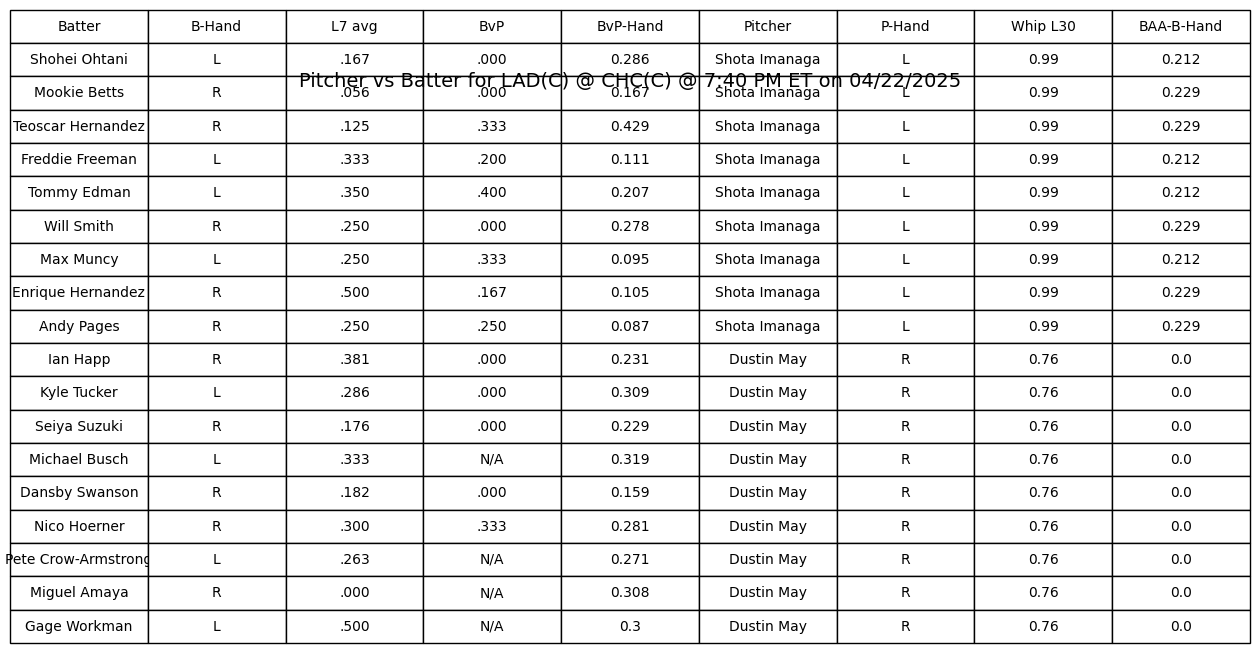 Batter B-Hand L7 avg BvP BvP-Hand Pitcher P-Hand Whip L30 BAA-B-Hand
Shohei Ohtani L .167 .000 0.286 Shota Imanaga L 0.99 0.212
Pitcher vs Batter for LAD(C) @ CHC(C) @ 7:40 PM ET on 04/22/2025
Mookie Betts R .056 .000 0.167 Shota Imanaga L 0.99 0.229
Teoscar Hernandez R .125 .333 0.429 Shota Imanaga L 0.99 0.229
Freddie Freeman L .333 .200 0.111 Shota Imanaga L 0.99 0.212
Tommy Edman L .350 .400 0.207 Shota Imanaga L 0.99 0.212
Will Smith R .250 .000 0.278 Shota Imanaga L 0.99 0.229
Max Muncy L .250 .333 0.095 Shota Imanaga L 0.99 0.212
Enrique Hernandez R .500 .167 0.105 Shota Imanaga L 0.99 0.229
Andy Pages R .250 .250 0.087 Shota Imanaga L 0.99 0.229
Ian Happ R .381 .000 0.231 Dustin May R 0.76 0.0
Kyle Tucker L .286 .000 0.309 Dustin May R 0.76 0.0
Seiya Suzuki R .176 .000 0.229 Dustin May R 0.76 0.0
Michael Busch L .333 N/A 0.319 Dustin May R 0.76 0.0
Dansby Swanson R .182 .000 0.159 Dustin May R 0.76 0.0
Nico Hoerner R .300 .333 0.281 Dustin May R 0.76 0.0
Pete Crow-Armstrong L .263 N/A 0.271 Dustin May R 0.76 0.0
Miguel Amaya R .000 N/A 0.308 Dustin May R 0.76 0.0
Gage Workman L .500 N/A 0.3 Dustin May R 0.76 0.0